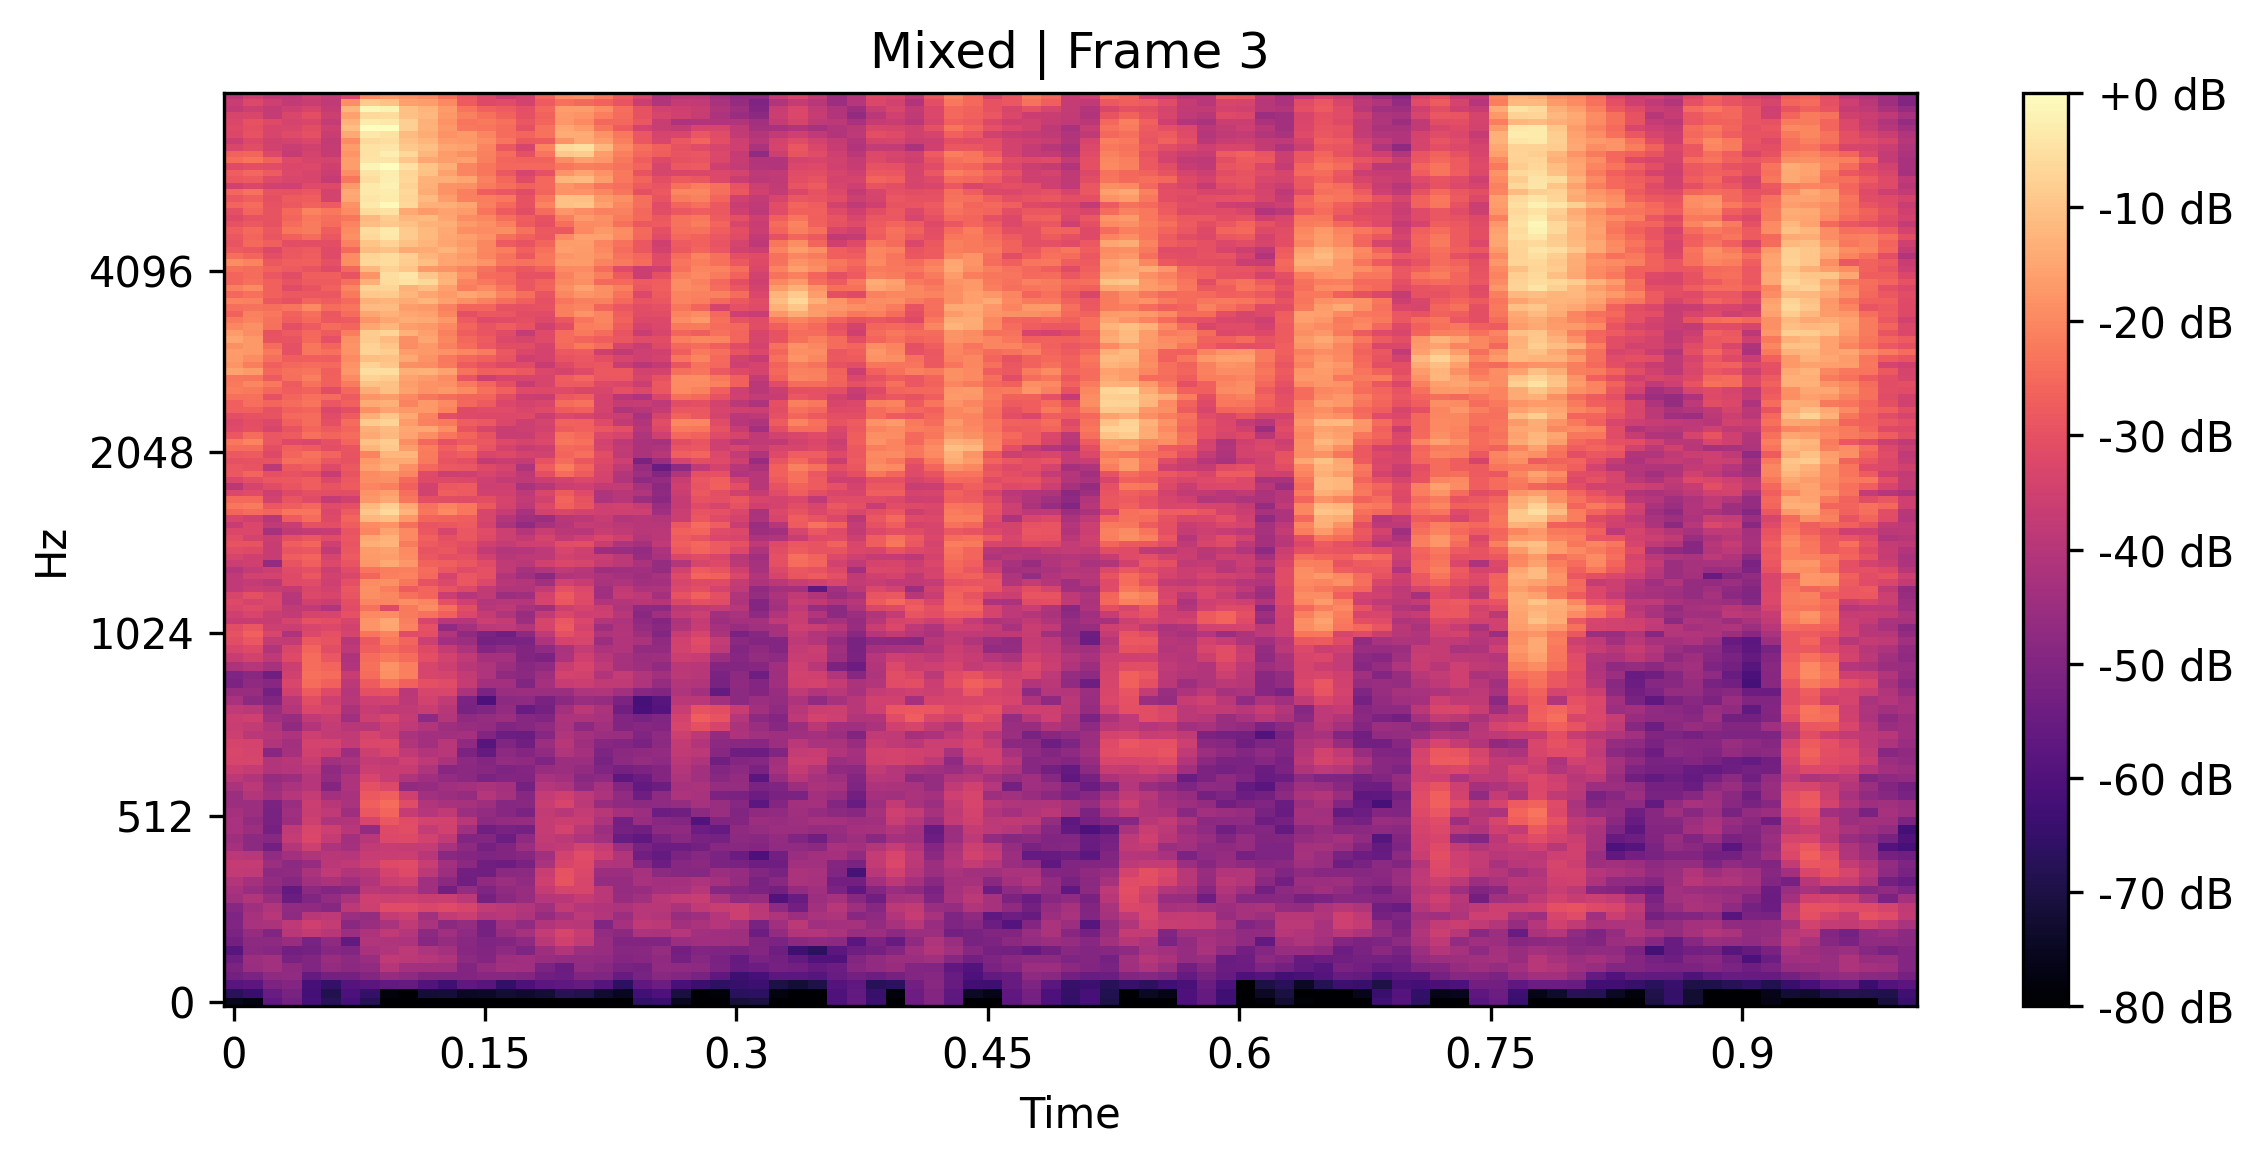 Mixed | Frame 3
+0 dB
-10 dB
-20 dB
-30 dB
-40 dB
-50 dB
-60 dB
-70 dB
-80 dB
Hz
4096
2048
1024
512
0
0 0.15 0.3 0.45 0.6 0.75 0.9
Time